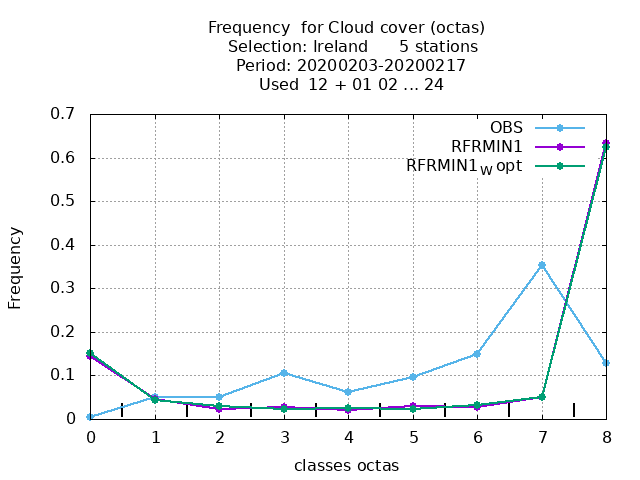 Frequency  for Cloud cover (octas)
Selection: Ireland      5 stations
Period: 20200203-20200217
Used  12 + 01 02 ... 24
OBS
RFRMIN1
RFRMIN1W opt
0.7
0.6
0.5
0.4
0.3
0.2
0.1
0
Frequency
0 1 2 3 4 5 6 7 8
classes octas